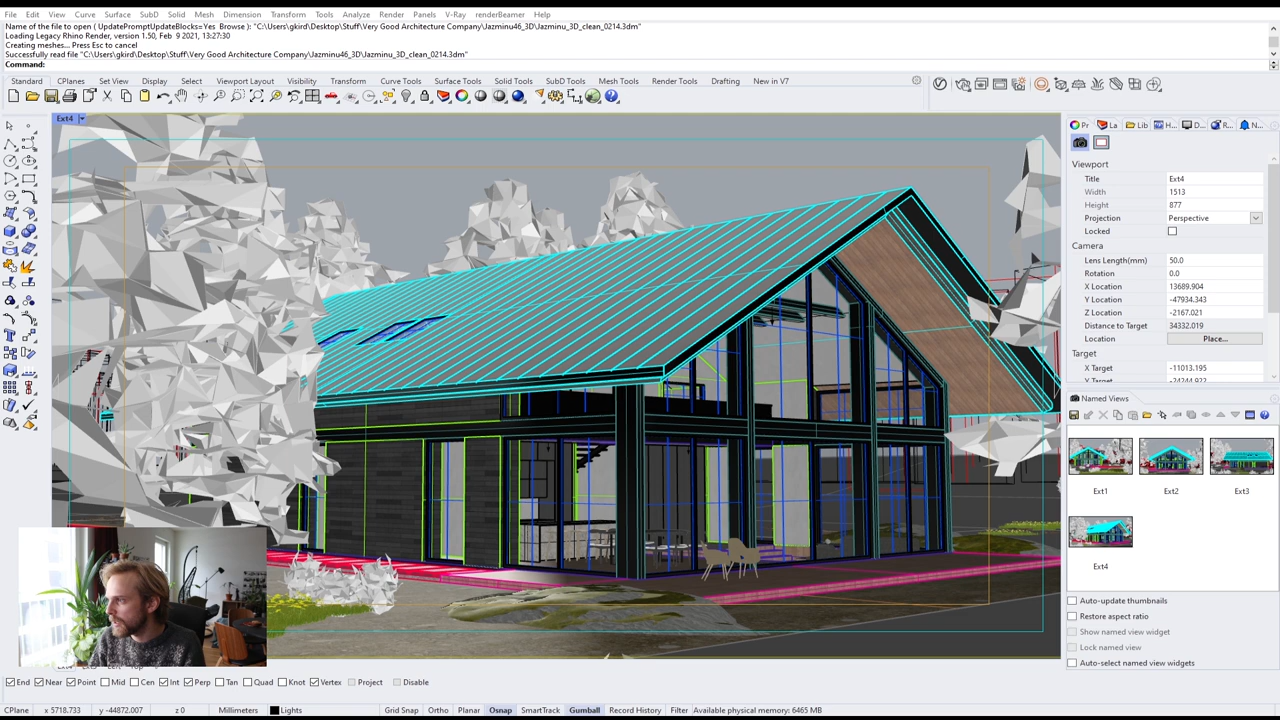 File Edit View Curve Surface SubD Solid Mesh Dimension Transform Tools Analyze Render Panels V-Ray renderBeamer Help
Name of the file to open ( UpdatePromptUpdateBlocks=Yes Browse ): "C:\Users\gkird\Desktop\Stuff\Very Good Architecture Company\Jazminu46_3D\Jazminu_3D_clean_0214.3dm"
Loading Legacy Rhino Render, version 1.50, Feb 9 2021, 13:27:30
Creating meshes... Press Esc to cancel
Successfully read file "C:\Users\gkird\Desktop\Stuff\Very Good Architecture Company\Jazminu46_3D\Jazminu_3D_clean_0214.3dm"
Command:
Standard CPlanes Set View Display Select Viewport Layout Visibility Transform Curve Tools Surface Tools Solid Tools SubD Tools Mesh Tools Render Tools Drafting New in V7
Ext4
Pr La Lib H... D... R... N...
Viewport
Title Ext4
Width 1513
Height 877
Projection Perspective
Locked
Camera
Lens Length(mm) 50.0
Rotation 0.0
X Location 13689.904
Y Location -47934.343
Z Location -2167.021
Distance to Target 34332.019
Location Place...
Target
X Target -11013.195
Y Target -24244.922
Named Views
Ext1 Ext2 Ext3
Ext4
Auto-update thumbnails
Restore aspect ratio
Show named view widget
Lock named view
Auto-select named view widgets
End Near Point Mid Cen Int Perp Tan Quad Knot Vertex Project Disable
CPlane x 5718.733 y -44872.007 z 0 Millimeters Lights Grid Snap Ortho Planar Osnap SmartTrack Gumball Record History Filter Available physical memory: 6465 MB